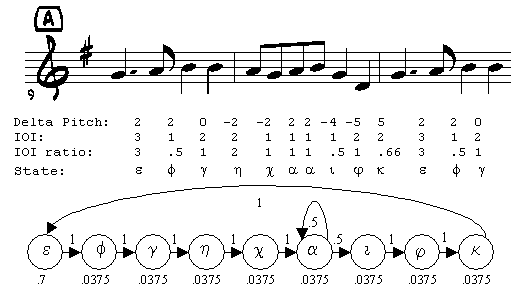 A
9
Delta Pitch: 2 2 0 -2 -2 2 2 -4 -5 5 2 2 0
IOI: 3 1 2 2 1 1 1 1 2 2 3 1 2
IOI ratio: 3 .5 1 2 1 1 1 .5 1 .66 3 .5 1
State: ε ϕ γ η χ α α ι φ κ ε ϕ γ
1
.5
1 1 1 1 1 .5 1 1
ε ϕ γ η χ α ι φ κ
.7 .0375 .0375 .0375 .0375 .0375 .0375 .0375 .0375